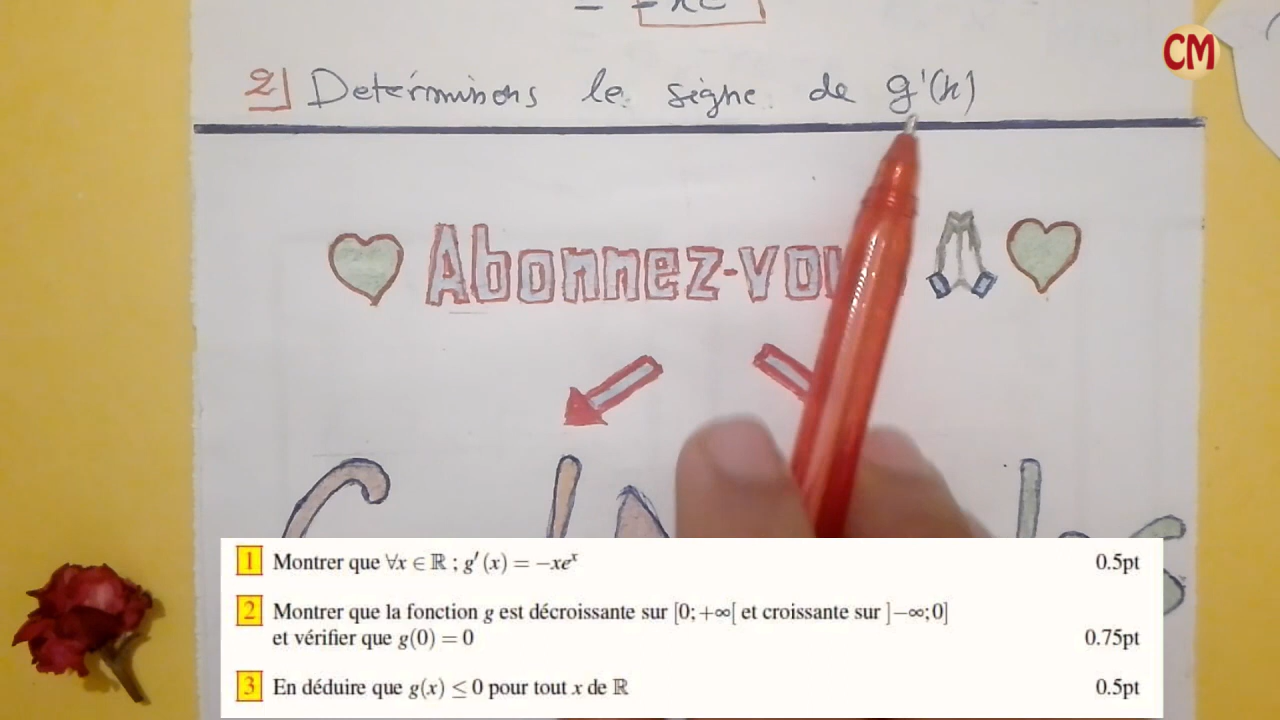 = -xe
CM
2] Determinons le signe de g'(x)
Abonnez-vou
1 Montrer que ∀x ∈ ℝ ; g′(x) = −xeˣ 0.5pt
2 Montrer que la fonction g est décroissante sur [0;+∞[ et croissante sur ]−∞;0]
et vérifier que g(0) = 0 0.75pt
3 En déduire que g(x) ≤ 0 pour tout x de ℝ 0.5pt